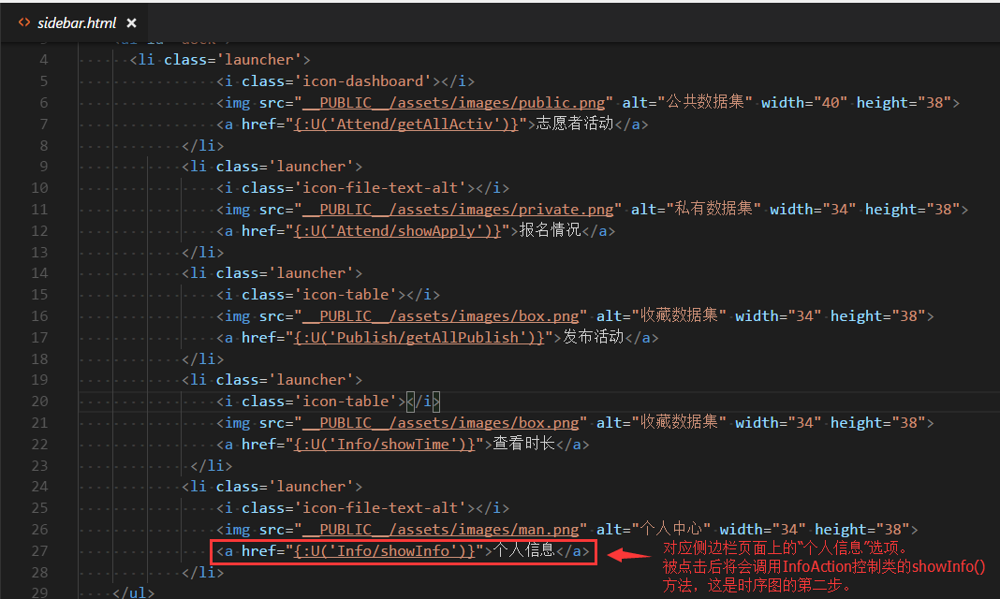 <> sidebar.html ×
3 <ul id='dock'>
4 <li class='launcher'>
5 <i class='icon-dashboard'></i>
6 <img src="__PUBLIC__/assets/images/public.png" alt="公共数据集" width="40" height="38">
7 <a href="{:U('Attend/getAllActiv')}">志愿者活动</a>
8 </li>
9 <li class='launcher'>
10 <i class='icon-file-text-alt'></i>
11 <img src="__PUBLIC__/assets/images/private.png" alt="私有数据集" width="34" height="38">
12 <a href="{:U('Attend/showApply')}">报名情况</a>
13 </li>
14 <li class='launcher'>
15 <i class='icon-table'></i>
16 <img src="__PUBLIC__/assets/images/box.png" alt="收藏数据集" width="34" height="38">
17 <a href="{:U('Publish/getAllPublish')}">发布活动</a>
18 </li>
19 <li class='launcher'>
20 <i class='icon-table'></i>
21 <img src="__PUBLIC__/assets/images/box.png" alt="收藏数据集" width="34" height="38">
22 <a href="{:U('Info/showTime')}">查看时长</a>
23 </li>
24 <li class='launcher'>
25 <i class='icon-file-text-alt'></i>
26 <img src="__PUBLIC__/assets/images/man.png" alt="个人中心" width="34" height="38">
27 <a href="{:U('Info/showInfo')}">个人信息</a>
对应侧边栏页面上的“个人信息”选项。
被点击后将会调用InfoAction控制类的showInfo()
方法，这是时序图的第二步。
28 </li>
29 </ul>